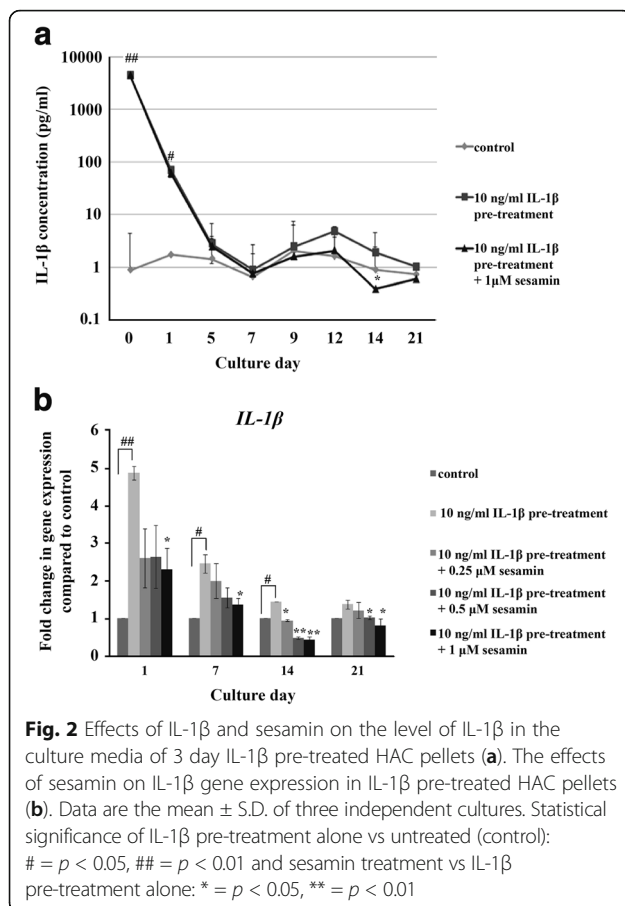 a
##
#
*
10000
1000
100
10
1
0.1
IL-1β concentration (pg/ml)
0 1 5 7 9 12 14 21
Culture day
control
10 ng/ml IL-1β
pre-treatment
10 ng/ml IL-1β
pre-treatment
+ 1µM sesamin
b
IL-1β
Fold change in gene expression
compared to control
6
5
4
3
2
1
0
##
*
#
*
#
*
** **
* *
1 7 14 21
Culture day
control
10 ng/ml IL-1β pre-treatment
10 ng/ml IL-1β pre-treatment
+ 0.25 µM sesamin
10 ng/ml IL-1β pre-treatment
+ 0.5 µM sesamin
10 ng/ml IL-1β pre-treatment
+ 1 µM sesamin
Fig. 2 Effects of IL-1β and sesamin on the level of IL-1β in the
culture media of 3 day IL-1β pre-treated HAC pellets (a). The effects
of sesamin on IL-1β gene expression in IL-1β pre-treated HAC pellets
(b). Data are the mean ± S.D. of three independent cultures. Statistical
significance of IL-1β pre-treatment alone vs untreated (control):
# = p < 0.05, ## = p < 0.01 and sesamin treatment vs IL-1β
pre-treatment alone: * = p < 0.05, ** = p < 0.01